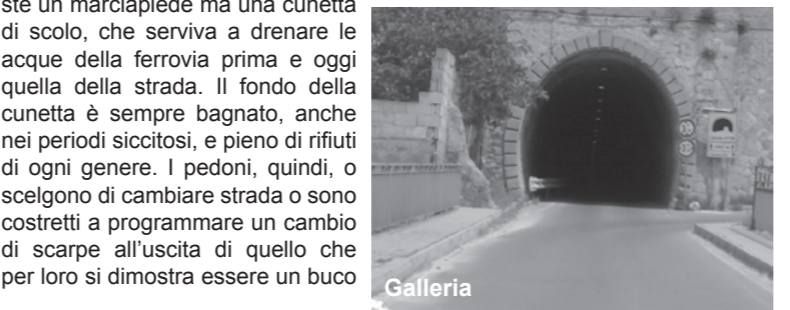 ste un marciapiede ma una cunetta
di scolo, che serviva a drenare le
acque della ferrovia prima e oggi
quella della strada. Il fondo della
cunetta è sempre bagnato, anche
nei periodi siccitosi, e pieno di rifiuti
di ogni genere. I pedoni, quindi, o
scelgono di cambiare strada o sono
costretti a programmare un cambio
di scarpe all'uscita di quello che
per loro si dimostra essere un buco
Galleria